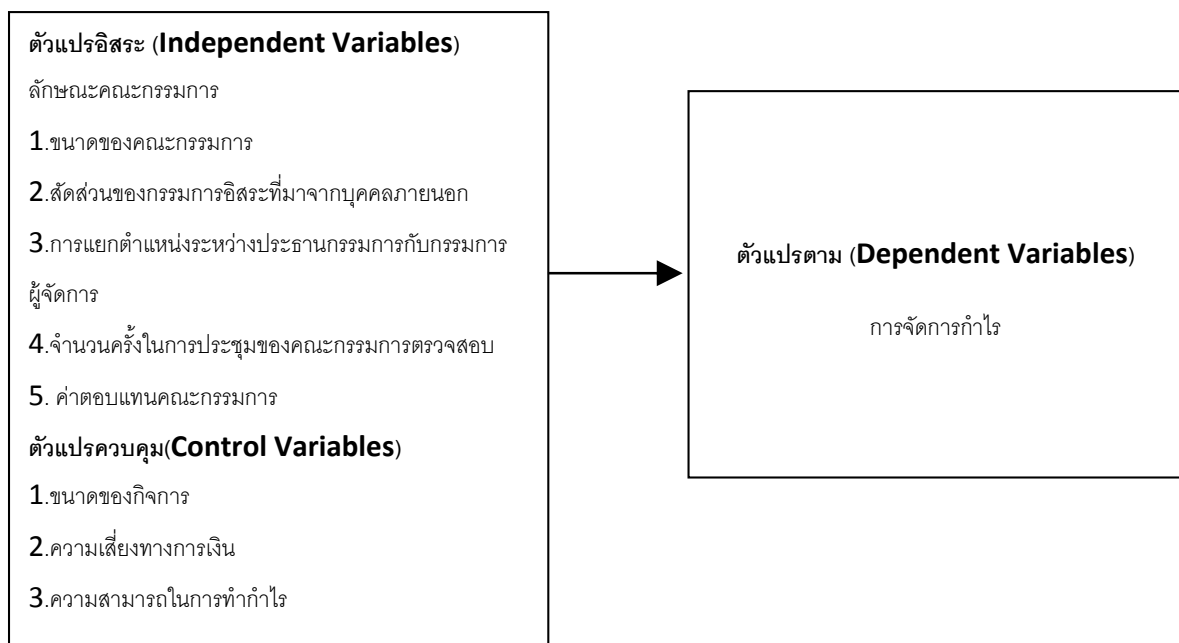 ตัวแปรอิสระ (Independent Variables)
ลักษณะคณะกรรมการ
1.ขนาดของคณะกรรมการ
2.สัดส่วนของกรรมการอิสระที่มาจากบุคคลภายนอก
3.การแยกตำแหน่งระหว่างประธานกรรมการกับกรรมการ
ผู้จัดการ
4.จำนวนครั้งในการประชุมของคณะกรรมการตรวจสอบ
5. ค่าตอบแทนคณะกรรมการ
ตัวแปรควบคุม(Control Variables)
1.ขนาดของกิจการ
2.ความเสี่ยงทางการเงิน
3.ความสามารถในการทำกำไร
ตัวแปรตาม (Dependent Variables)
การจัดการกำไร